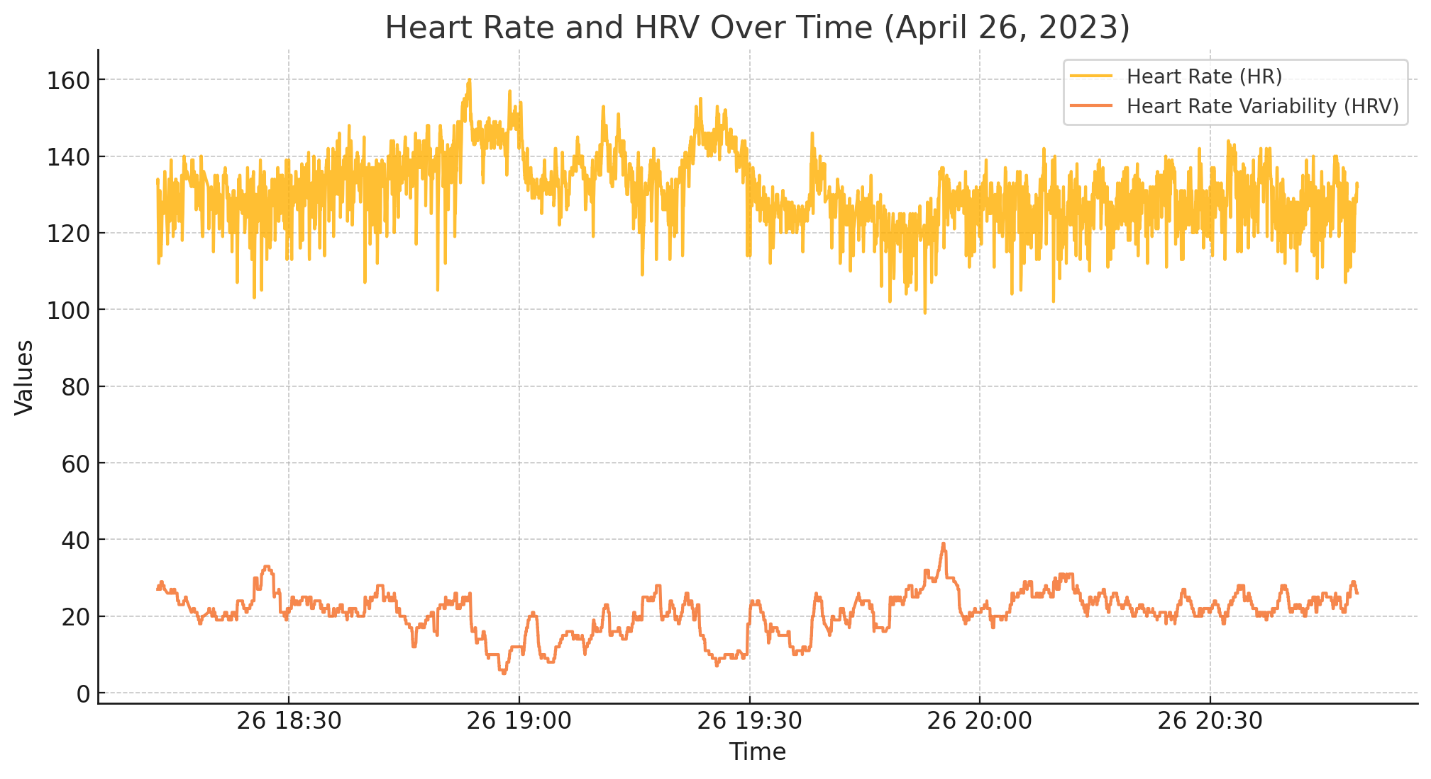 Heart Rate and HRV Over Time (April 26, 2023)
Heart Rate (HR)
Heart Rate Variability (HRV)
Values
160
140
120
100
80
60
40
20
0
26 18:30
26 19:00
26 19:30
26 20:00
26 20:30
Time